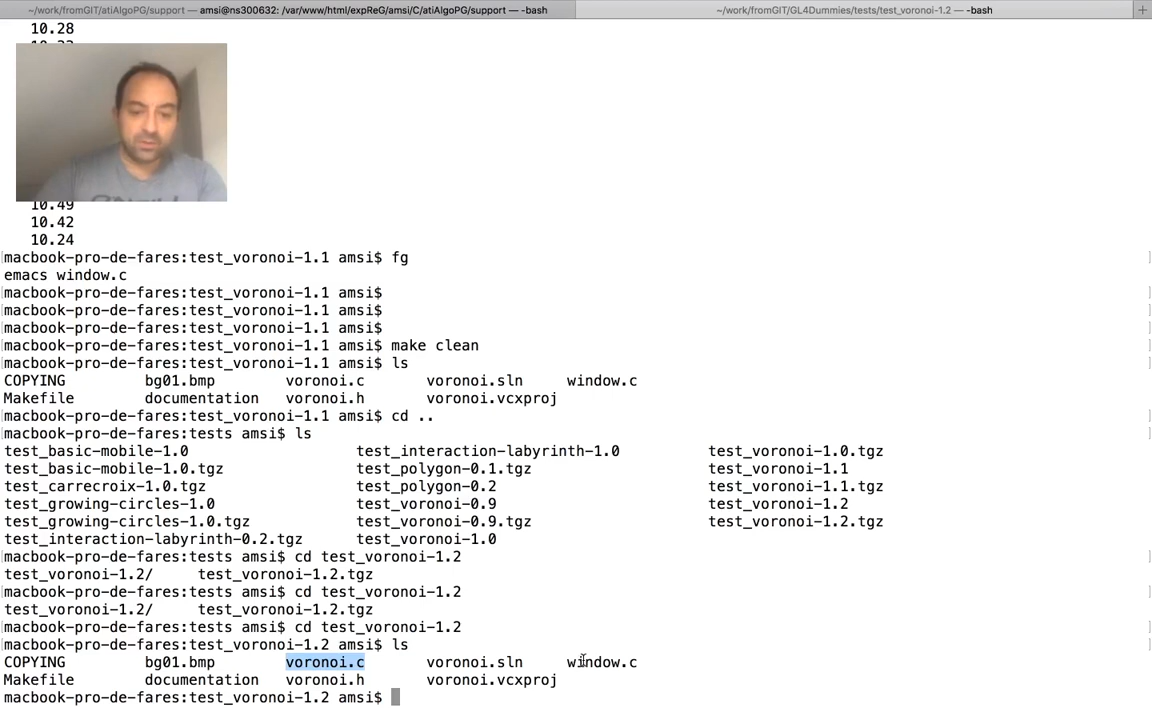 ~/work/fromGIT/atiAlgoPG/support — amsi@ns300632: /var/www/html/expReG/amsi/C/atiAlgoPG/support — -bash
~/work/fromGIT/GL4Dummies/tests/test_voronoi-1.2 — -bash
+
10.28
10.49
10.42
10.24
macbook-pro-de-fares:test_voronoi-1.1 amsi$ fg
emacs window.c
macbook-pro-de-fares:test_voronoi-1.1 amsi$
macbook-pro-de-fares:test_voronoi-1.1 amsi$
macbook-pro-de-fares:test_voronoi-1.1 amsi$
macbook-pro-de-fares:test_voronoi-1.1 amsi$ make clean
macbook-pro-de-fares:test_voronoi-1.1 amsi$ ls
COPYING bg01.bmp voronoi.c voronoi.sln window.c
Makefile documentation voronoi.h voronoi.vcxproj
macbook-pro-de-fares:test_voronoi-1.1 amsi$ cd ..
macbook-pro-de-fares:tests amsi$ ls
test_basic-mobile-1.0 test_interaction-labyrinth-1.0 test_voronoi-1.0.tgz
test_basic-mobile-1.0.tgz test_polygon-0.1.tgz test_voronoi-1.1
test_carrecroix-1.0.tgz test_polygon-0.2 test_voronoi-1.1.tgz
test_growing-circles-1.0 test_voronoi-0.9 test_voronoi-1.2
test_growing-circles-1.0.tgz test_voronoi-0.9.tgz test_voronoi-1.2.tgz
test_interaction-labyrinth-0.2.tgz test_voronoi-1.0
macbook-pro-de-fares:tests amsi$ cd test_voronoi-1.2
test_voronoi-1.2/ test_voronoi-1.2.tgz
macbook-pro-de-fares:tests amsi$ cd test_voronoi-1.2
test_voronoi-1.2/ test_voronoi-1.2.tgz
macbook-pro-de-fares:tests amsi$ cd test_voronoi-1.2
macbook-pro-de-fares:test_voronoi-1.2 amsi$ ls
COPYING bg01.bmp voronoi.c voronoi.sln window.c
Makefile documentation voronoi.h voronoi.vcxproj
macbook-pro-de-fares:test_voronoi-1.2 amsi$